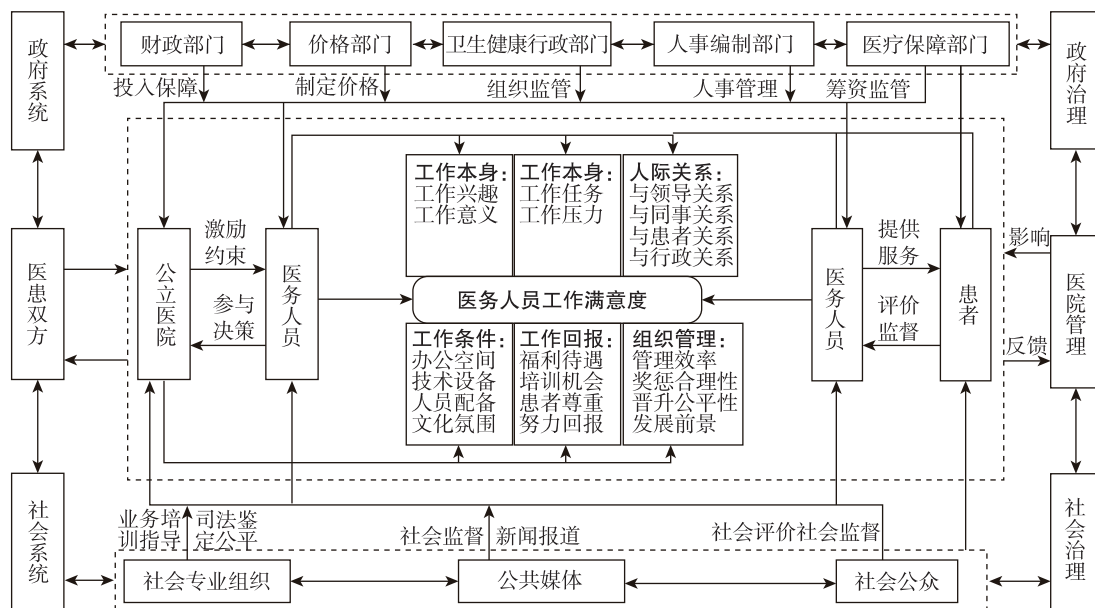 政府系统
财政部门
价格部门
卫生健康行政部门
人事编制部门
医疗保障部门
政府治理
投入保障
制定价格
组织监管
人事管理
筹资监管
工作本身：
工作兴趣
工作意义
工作本身：
工作任务
工作压力
人际关系：
与领导关系
与同事关系
与患者关系
与行政关系
医患双方
公立医院
激励
约束
参与
决策
医务人员
医务人员工作满意度
医务人员
提供
服务
评价
监督
患者
影响
反馈
医院管理
工作条件：
办公空间
技术设备
人员配备
文化氛围
工作回报：
福利待遇
培训机会
患者尊重
努力回报
组织管理：
管理效率
奖惩合理性
晋升公平性
发展前景
社会系统
业务培
训指导
司法鉴
定公平
社会监督
新闻报道
社会评价社会监督
社会专业组织
公共媒体
社会公众
社会治理